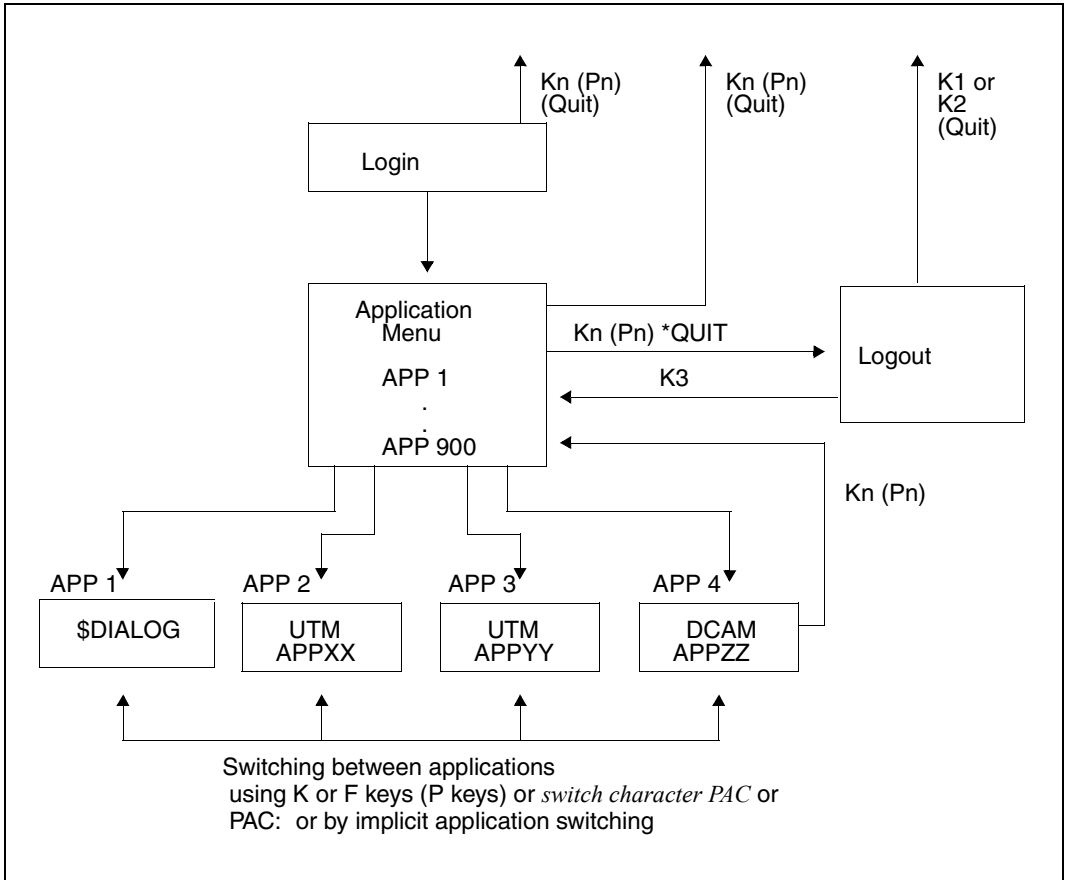 Kn (Pn)
(Quit)
Kn (Pn)
(Quit)
K1 or
K2
(Quit)
Login
Application
Menu
APP 1
.
.
APP 900
Kn (Pn) *QUIT
K3
Logout
Kn (Pn)
APP 1
APP 2
APP 3
APP 4
$DIALOG
UTM
APPXX
UTM
APPYY
DCAM
APPZZ
Switching between applications
using K or F keys (P keys) or switch character PAC or
PAC: or by implicit application switching